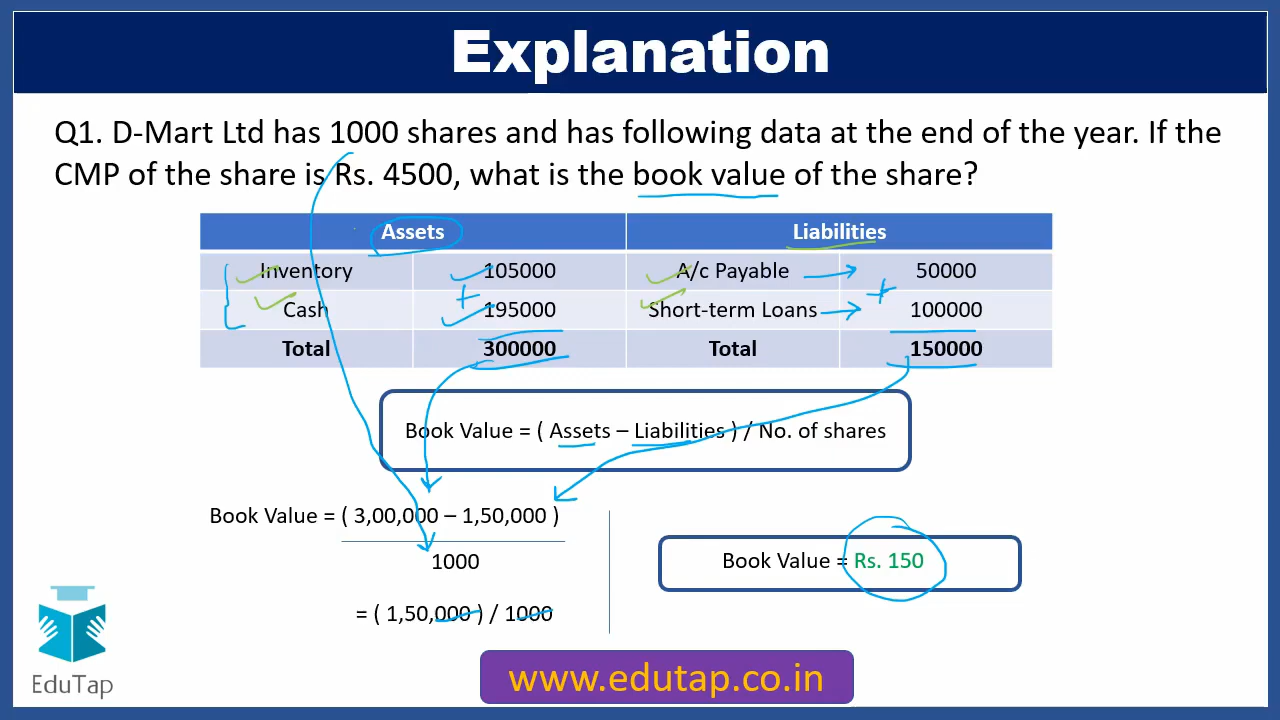 Explanation
Q1. D-Mart Ltd has 1000 shares and has following data at the end of the year. If the
CMP of the share is Rs. 4500, what is the book value of the share?
Assets Liabilities
Inventory 105000 A/c Payable 50000
+ +
Cash 195000 Short-term Loans 100000
Total 300000 Total 150000
Book Value = ( Assets – Liabilities ) / No. of shares
Book Value = ( 3,00,000 – 1,50,000 )
1000
= ( 1,50,000 ) / 1000
Book Value = Rs. 150
EduTap
www.edutap.co.in